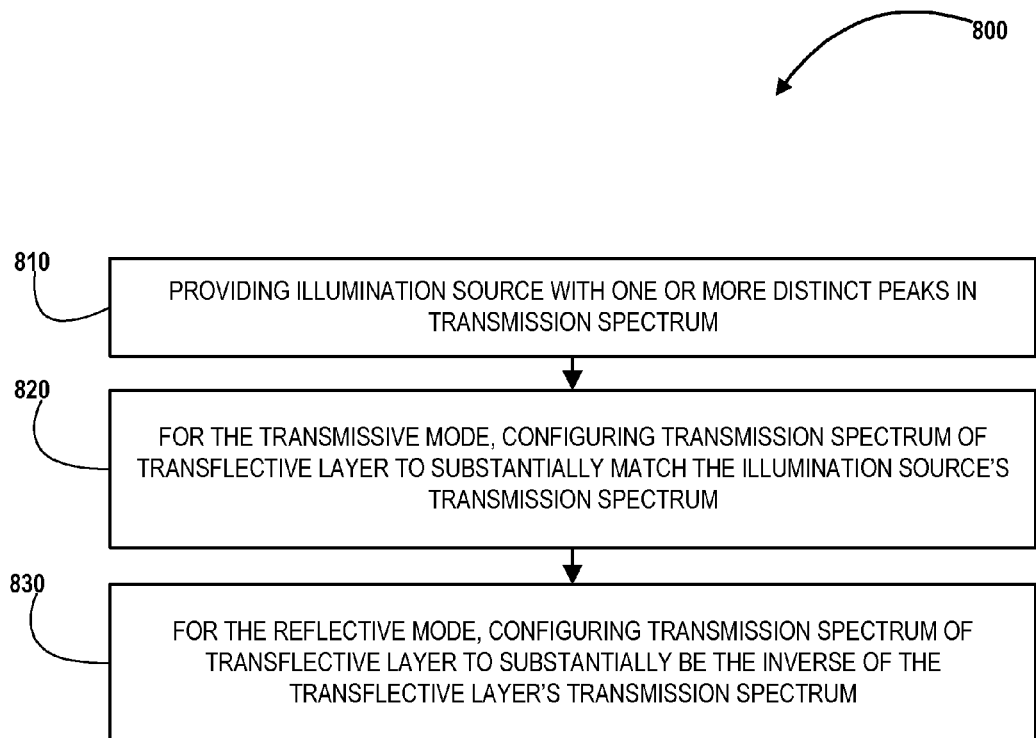 800
810
PROVIDING ILLUMINATION SOURCE WITH ONE OR MORE DISTINCT PEAKS IN
TRANSMISSION SPECTRUM
820
FOR THE TRANSMISSIVE MODE, CONFIGURING TRANSMISSION SPECTRUM OF
TRANSFLECTIVE LAYER TO SUBSTANTIALLY MATCH THE ILLUMINATION SOURCE'S
TRANSMISSION SPECTRUM
830
FOR THE REFLECTIVE MODE, CONFIGURING TRANSMISSION SPECTRUM OF
TRANSFLECTIVE LAYER TO SUBSTANTIALLY BE THE INVERSE OF THE
TRANSFLECTIVE LAYER'S TRANSMISSION SPECTRUM